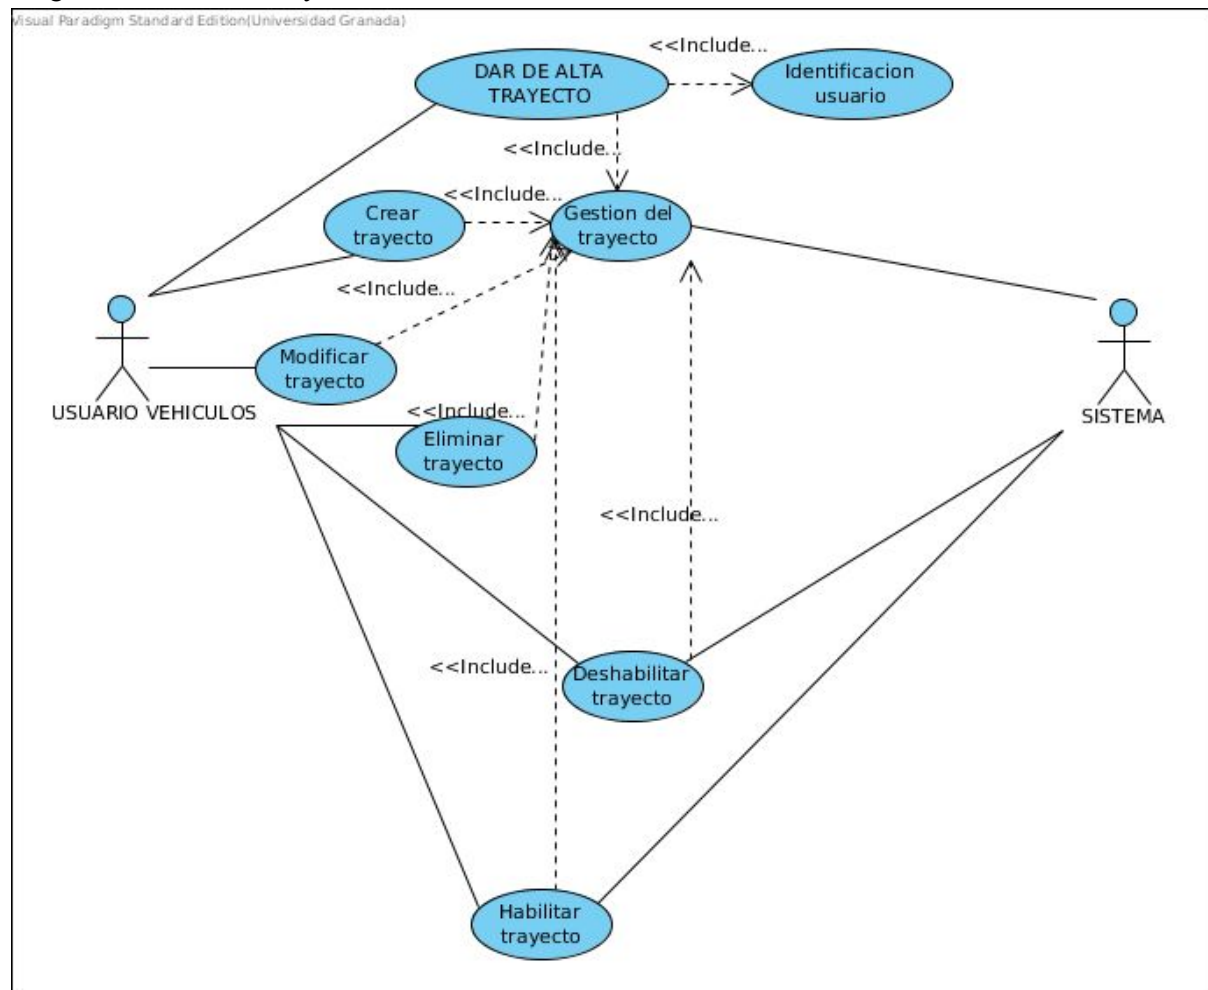 Visual Paradigm Standard Edition(Universidad Granada)
<<Include...
DAR DE ALTA
TRAYECTO
Identificacion
usuario
<<Include...
<<Include...
Crear
trayecto
Gestion del
trayecto
<<Include...
Modificar
trayecto
USUARIO VEHICULOS
SISTEMA
<<Include...
Eliminar
trayecto
<<Include...
<<Include...
Deshabilitar
trayecto
Habilitar
trayecto